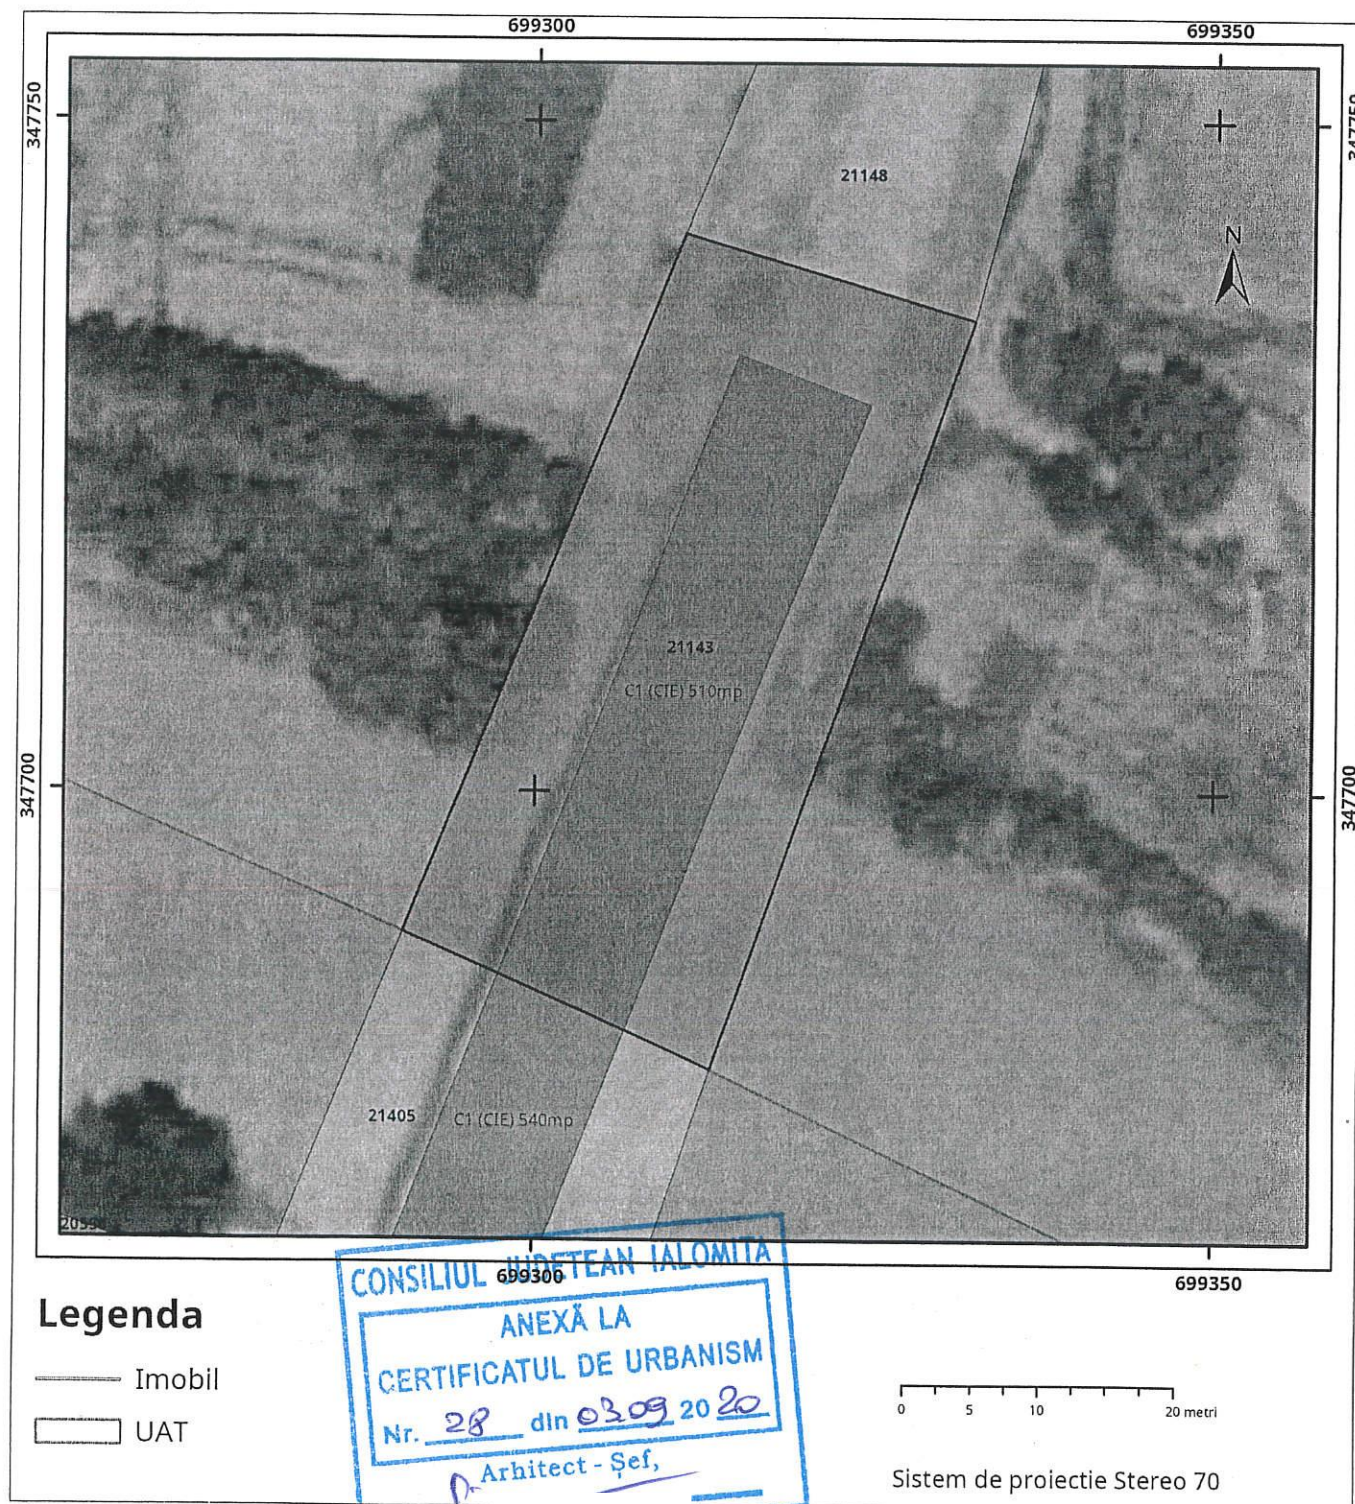 699300
699350
347750
347750
21148
N
21143
C1 (CIE) 510mp
347700
347700
21405
C1 (CIE) 540mp
699300
699350
CONSILIUL JUDETEAN IALOMITA
ANEXĂ LA
CERTIFICATUL DE URBANISM
Nr. 28 din 03.09 2020
Arhitect - Șef,
Legenda
Imobil
UAT
0 5 10 20 metri
Sistem de proiectie Stereo 70